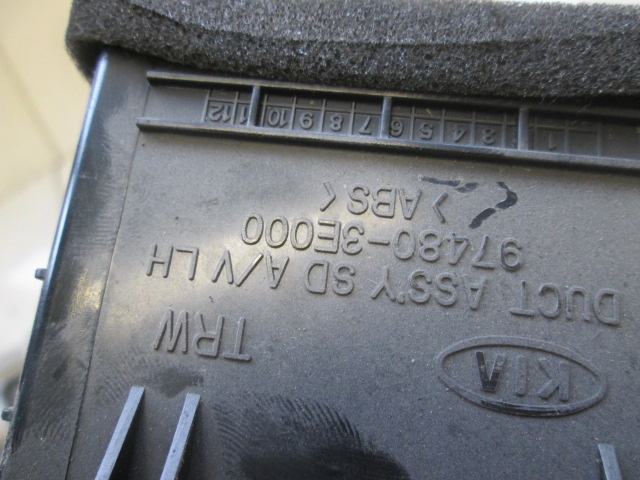 KIA
TRW
DUCT ASS'Y SD A/V LH
97480-3E000
>ABS<
1 2 3 4 5 6 7 8 9 10 11 12